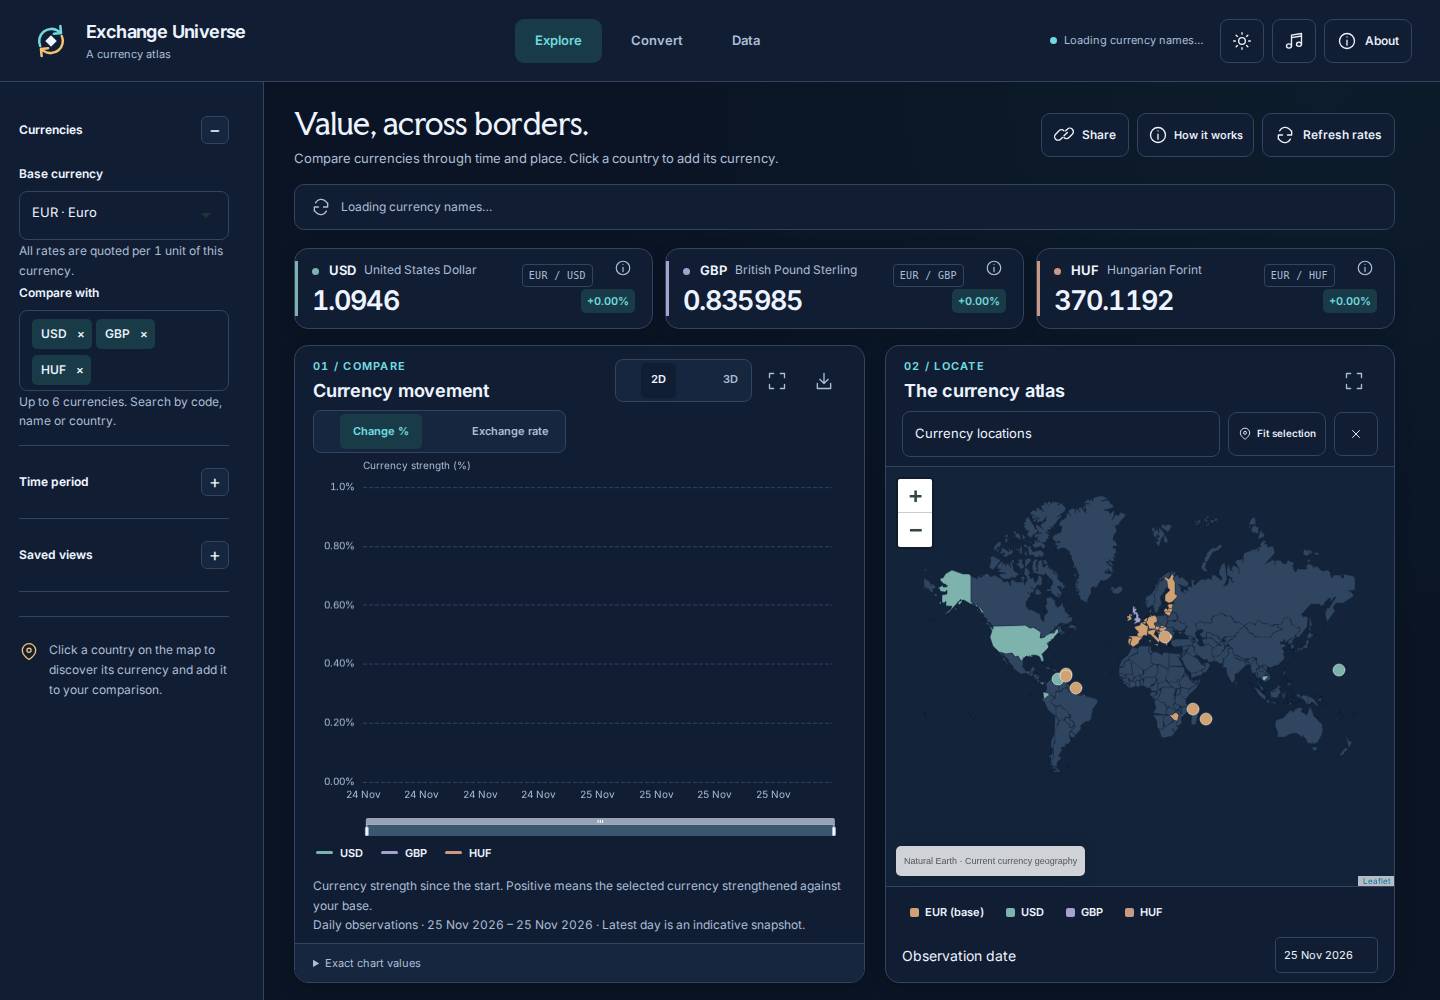 Exchange Universe
A currency atlas
Explore
Convert
Data
Loading currency names...
About
Currencies
−
Base currency
EUR · Euro
All rates are quoted per 1 unit of this
currency.
Compare with
USD ×
GBP ×
HUF ×
Up to 6 currencies. Search by code,
name or country.
Time period
+
Saved views
+
Click a country on the map to
discover its currency and add it
to your comparison.
Value, across borders.
Compare currencies through time and place. Click a country to add its currency.
Share
How it works
Refresh rates
Loading currency names...
USD United States Dollar
EUR / USD
1.0946
+0.00%
GBP British Pound Sterling
EUR / GBP
0.835985
+0.00%
HUF Hungarian Forint
EUR / HUF
370.1192
+0.00%
01 / COMPARE
Currency movement
2D
3D
Change %
Exchange rate
Currency strength (%)
1.0%
0.80%
0.60%
0.40%
0.20%
0.00%
24 Nov 24 Nov 24 Nov 24 Nov 25 Nov 25 Nov 25 Nov 25 Nov
USD
GBP
HUF
Currency strength since the start. Positive means the selected currency strengthened against
your base.
Daily observations · 25 Nov 2026 – 25 Nov 2026 · Latest day is an indicative snapshot.
Exact chart values
02 / LOCATE
The currency atlas
Currency locations
Fit selection
×
+
−
Natural Earth · Current currency geography
Leaflet
EUR (base)
USD
GBP
HUF
Observation date
25 Nov 2026